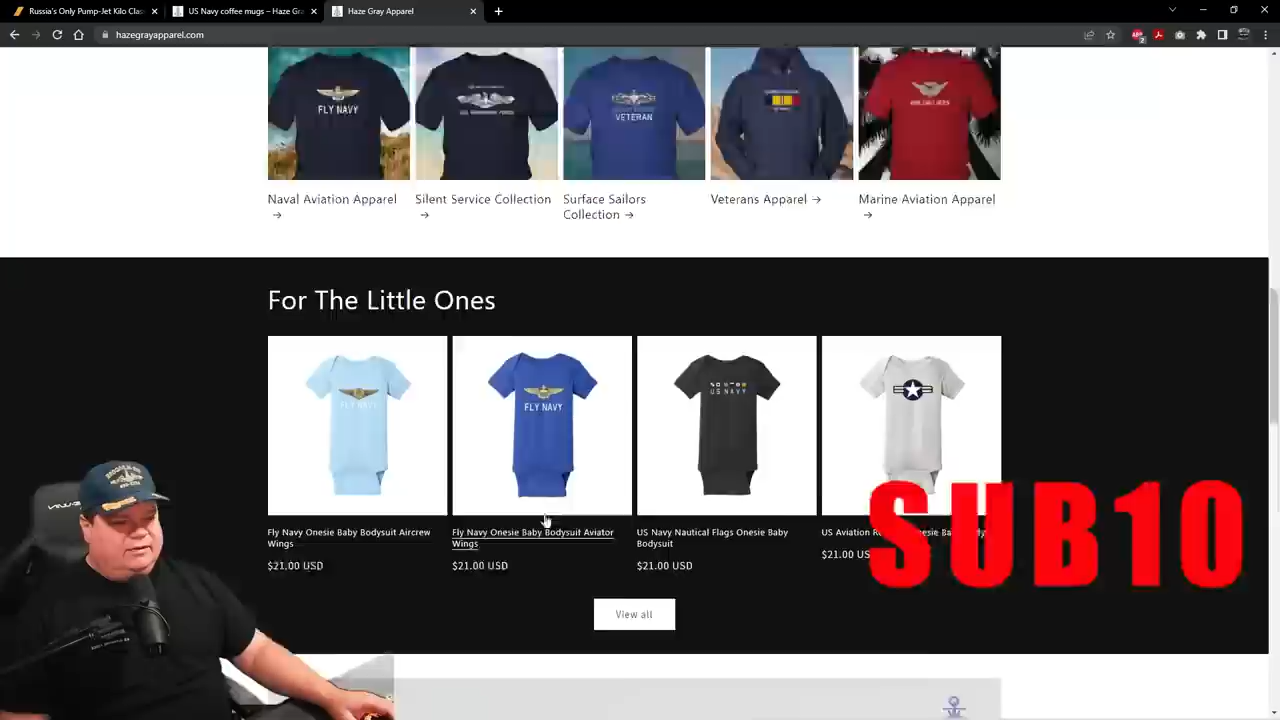 Russia's Only Pump-Jet Kilo Clas
US Navy coffee mugs – Haze Gr
Haze Gray Apparel
hazegrayapparel.com
FLY NAVY
VETERAN
Naval Aviation Apparel →
Silent Service Collection →
Surface Sailors
Collection →
Veterans Apparel →
Marine Aviation Apparel →
For The Little Ones
FLY NAVY
FLY NAVY
US NAVY
Fly Navy Onesie Baby Bodysuit Aircrew
Wings
$21.00 USD
Fly Navy Onesie Baby Bodysuit Aviator
Wings
$21.00 USD
US Navy Nautical Flags Onesie Baby
Bodysuit
$21.00 USD
US Aviation
$21.00
SUB10
View all